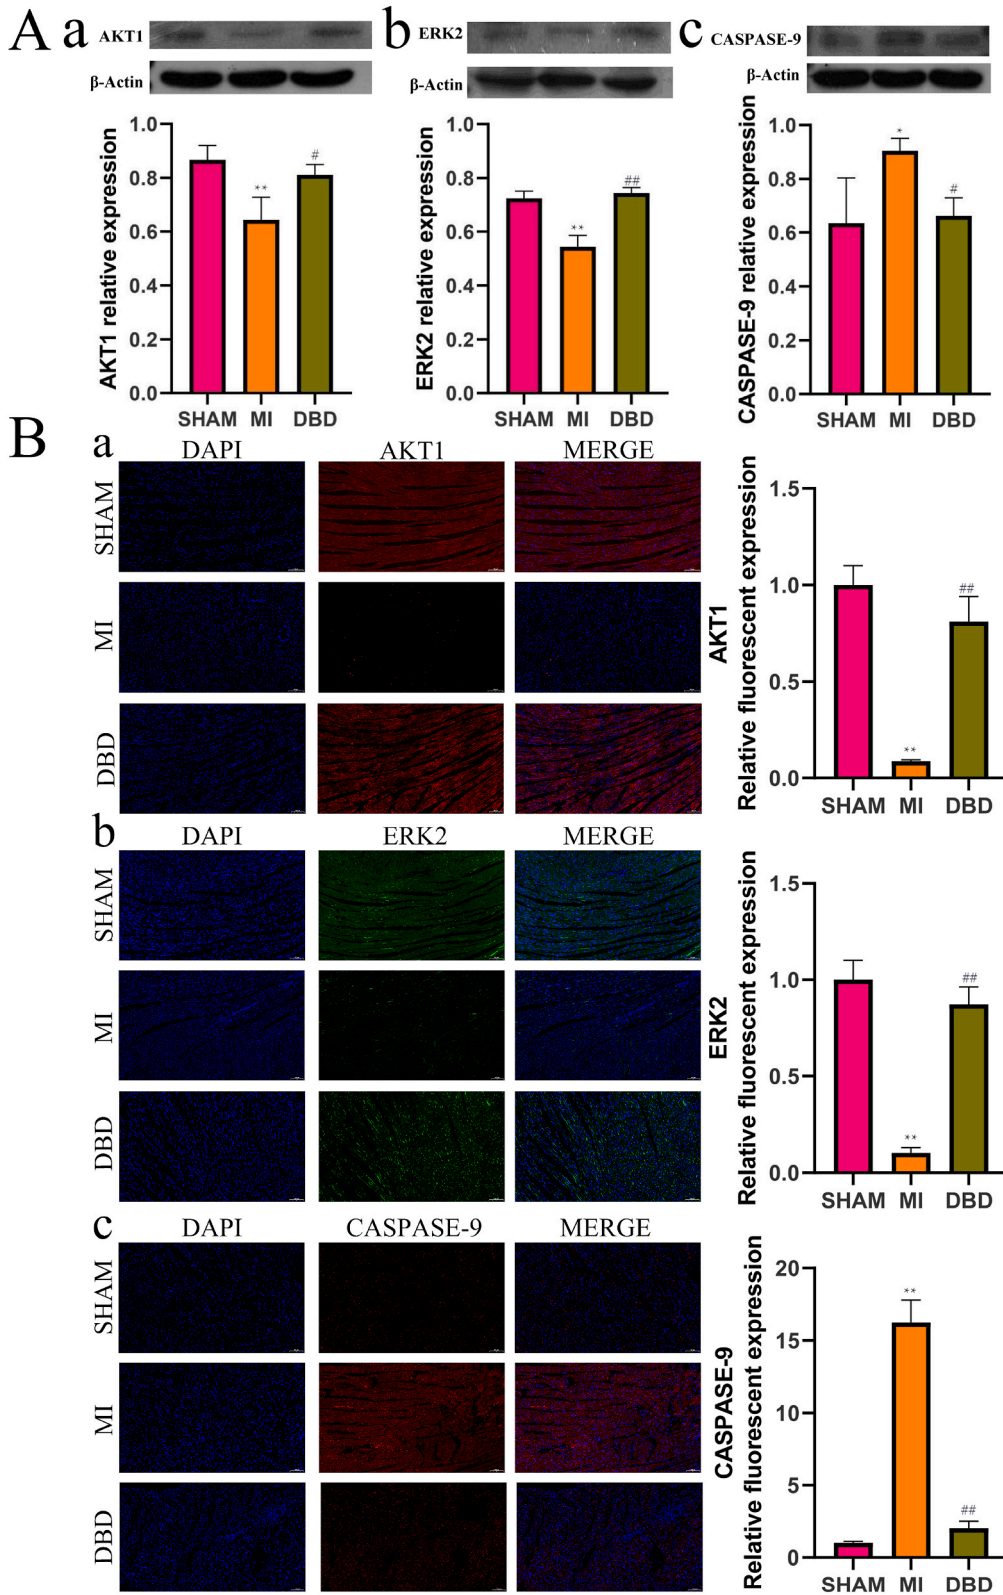 A
a
AKT1
β-Actin
AKT1 relative expression
1.0
0.8
0.6
0.4
0.2
0.0
**
#
SHAM MI DBD
b
ERK2
β-Actin
ERK2 relative expression
1.0
0.8
0.6
0.4
0.2
0.0
**
##
SHAM MI DBD
c
CASPASE-9
β-Actin
CASPASE-9 relative expression
1.0
0.8
0.6
0.4
0.2
0.0
*
#
SHAM MI DBD
B
a
DAPI AKT1 MERGE
SHAM
MI
DBD
AKT1
Relative fluorescent expression
1.5
1.0
0.5
0.0
**
##
SHAM MI DBD
b
DAPI ERK2 MERGE
SHAM
MI
DBD
ERK2
Relative fluorescent expression
1.5
1.0
0.5
0.0
**
##
SHAM MI DBD
c
DAPI CASPASE-9 MERGE
SHAM
MI
DBD
CASPASE-9
Relative fluorescent expression
20
15
10
5
0
**
##
SHAM MI DBD